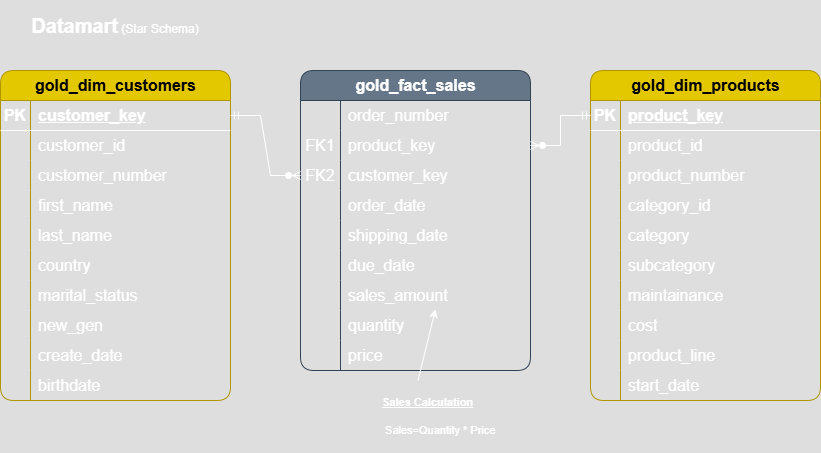 Datamart (Star Schema)
gold_dim_customers
PK customer_key
customer_id
customer_number
first_name
last_name
country
marital_status
new_gen
create_date
birthdate
gold_fact_sales
order_number
FK1 product_key
FK2 customer_key
order_date
shipping_date
due_date
sales_amount
quantity
price
Sales Calculation
Sales=Quantity * Price
gold_dim_products
PK product_key
product_id
product_number
category_id
category
subcategory
maintainance
cost
product_line
start_date